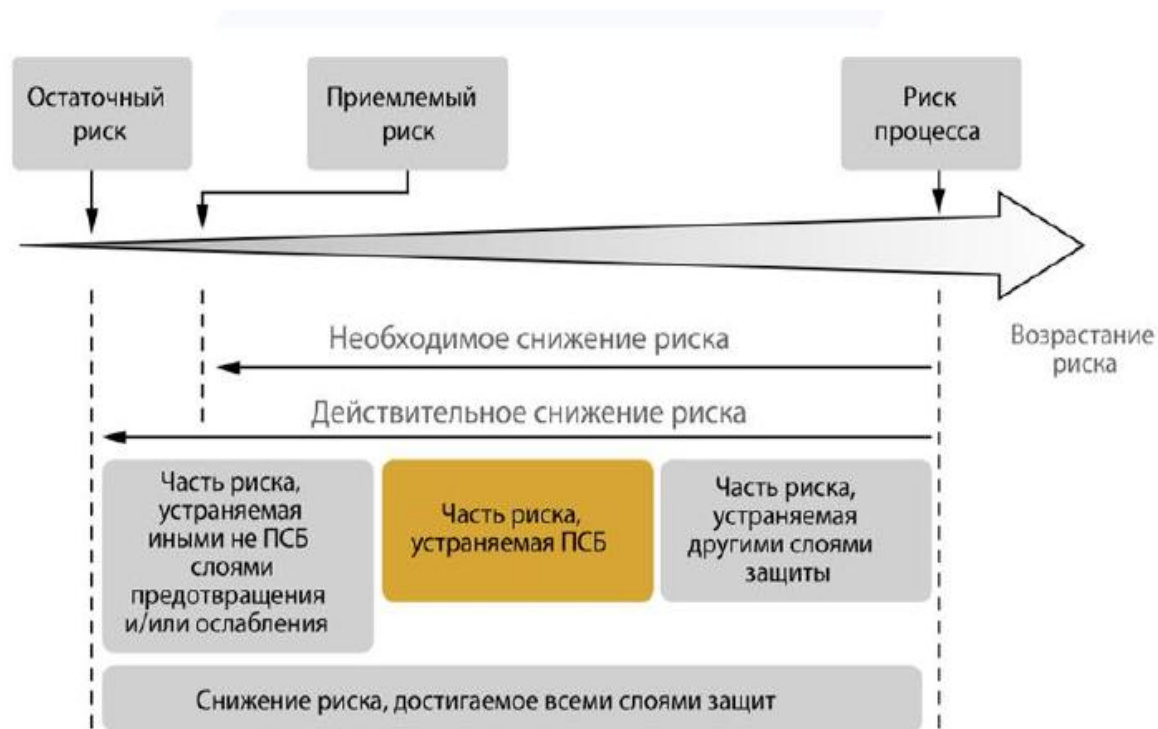 Остаточный
риск
Приемлемый
риск
Риск
процесса
Возрастание
риска
Необходимое снижение риска
Действительное снижение риска
Часть риска,
устраняемая
иными не ПСБ
слоями
предотвращения
и/или ослабления
Часть риска,
устраняемая ПСБ
Часть риска,
устраняемая
другими слоями
защиты
Снижение риска, достигаемое всеми слоями защит